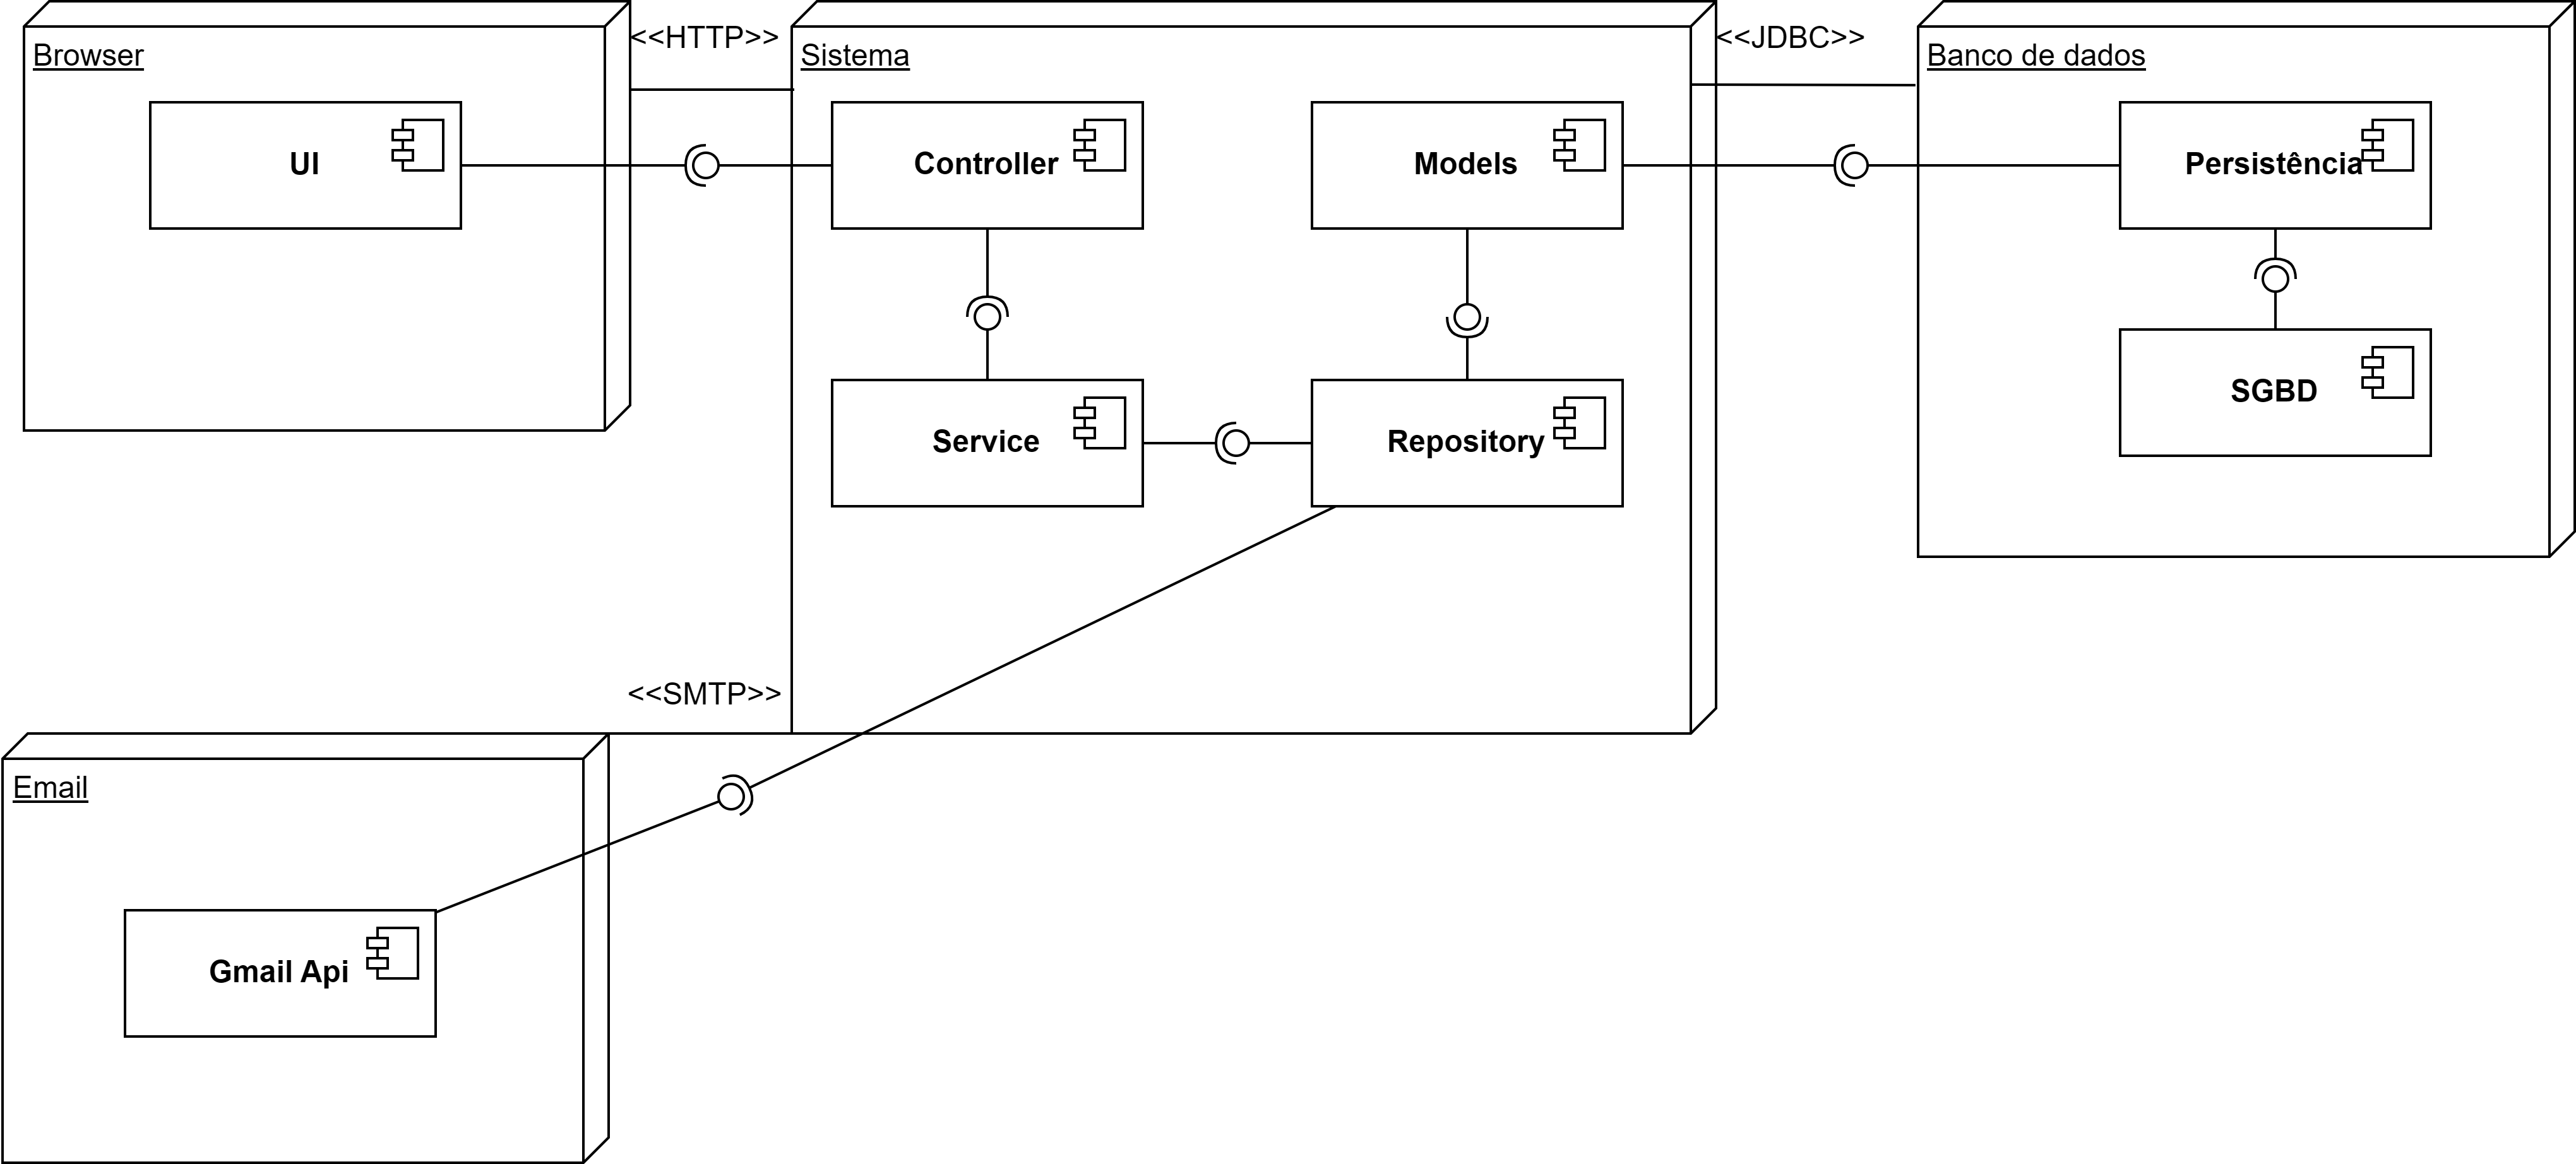 Browser
<<HTTP>>
Sistema
<<JDBC>>
Banco de dados
UI
Controller
Models
Persistência
Service
Repository
SGBD
<<SMTP>>
Email
Gmail Api